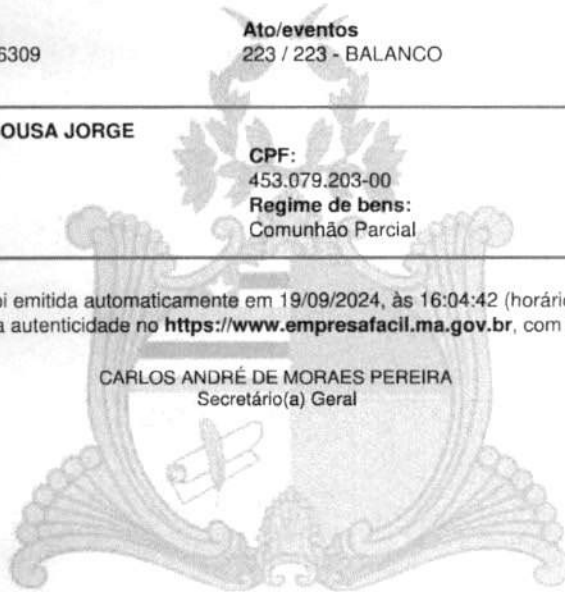 Ato/eventos
6309 223 / 223 - BALANCO
OUSA JORGE
CPF:
453.079.203-00
Regime de bens:
Comunhão Parcial
oi emitida automaticamente em 19/09/2024, às 16:04:42 (horário
a autenticidade no https://www.empresafacil.ma.gov.br, com
CARLOS ANDRÉ DE MORAES PEREIRA
Secretário(a) Geral